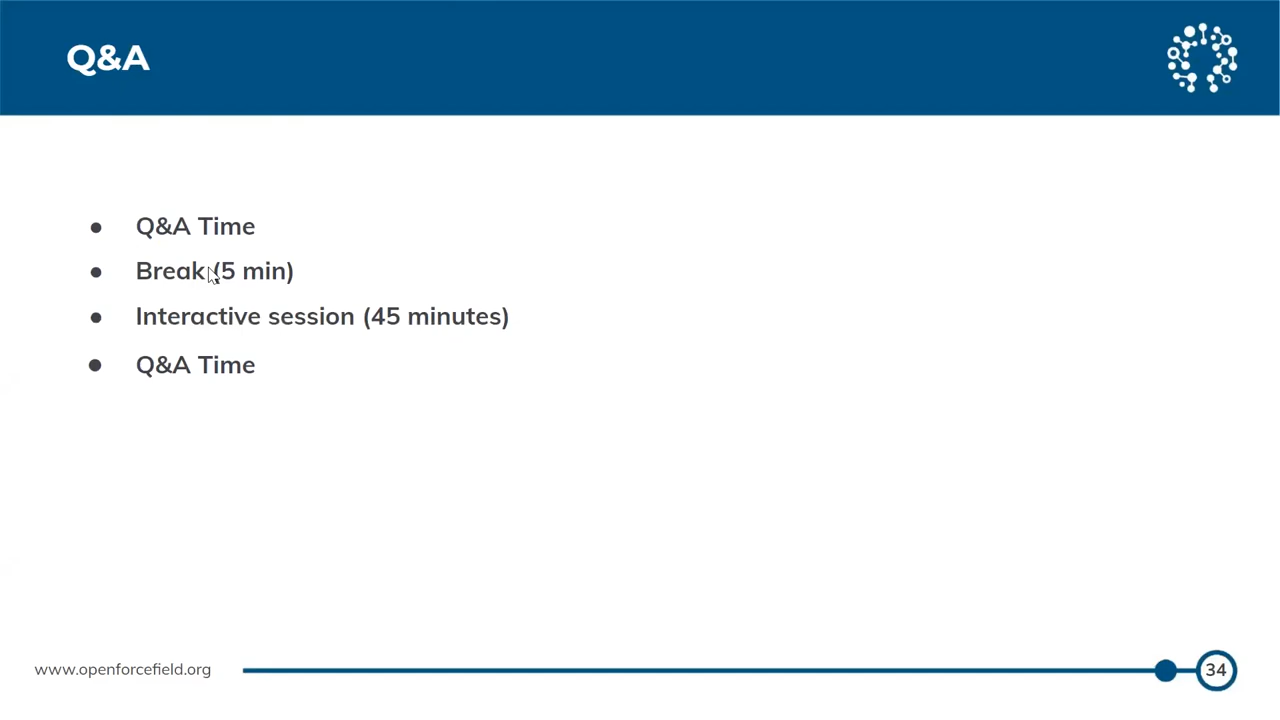 Q&A
● Q&A Time
● Break (5 min)
● Interactive session (45 minutes)
● Q&A Time
www.openforcefield.org
34